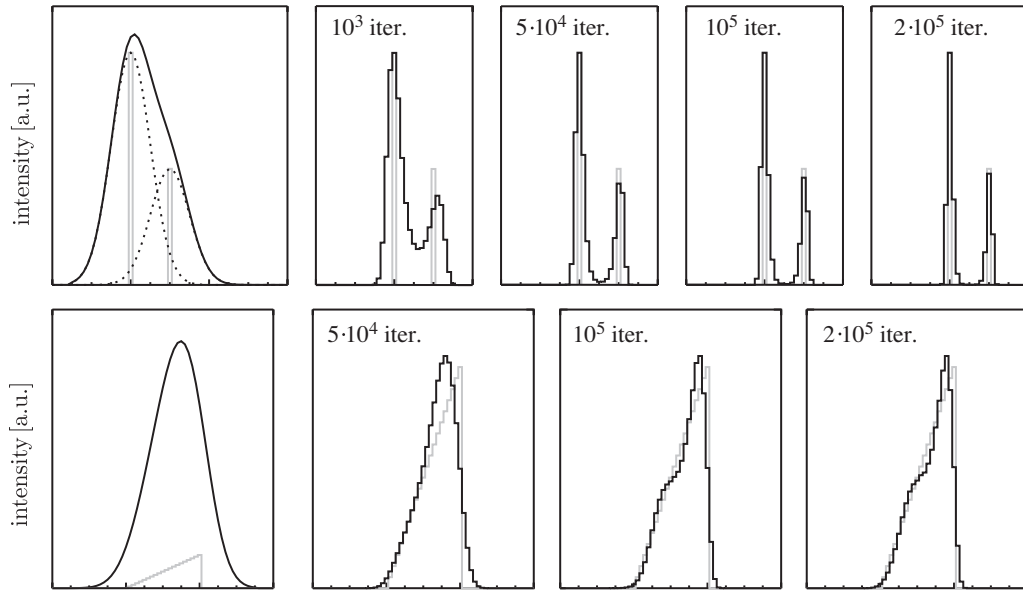 intensity [a.u.]
10³ iter.
5·10⁴ iter.
10⁵ iter.
2·10⁵ iter.
intensity [a.u.]
5·10⁴ iter.
10⁵ iter.
2·10⁵ iter.